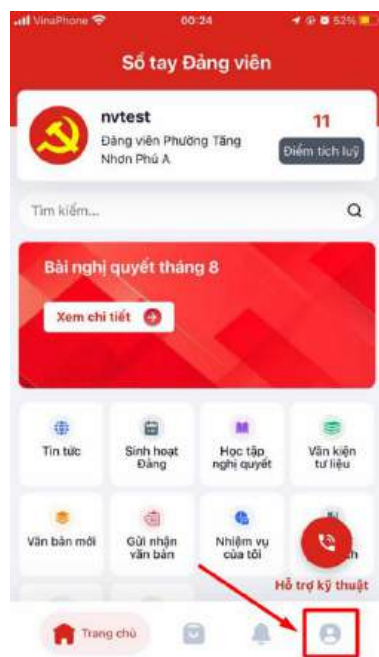 VinaPhone 00:24 52%
Sổ tay Đảng viên
nvtest
Đảng viên Phường Tăng
Nhơn Phú A
11
Điểm tích luỹ
Tìm kiếm...
Bài nghị quyết tháng 8
Xem chi tiết
Tin tức
Sinh hoạt
Đảng
Học tập
nghị quyết
Văn kiện
tư liệu
Văn bản mới
Gửi nhận
văn bản
Nhiệm vụ
của tôi
Hỗ trợ kỹ thuật
Trang chủ